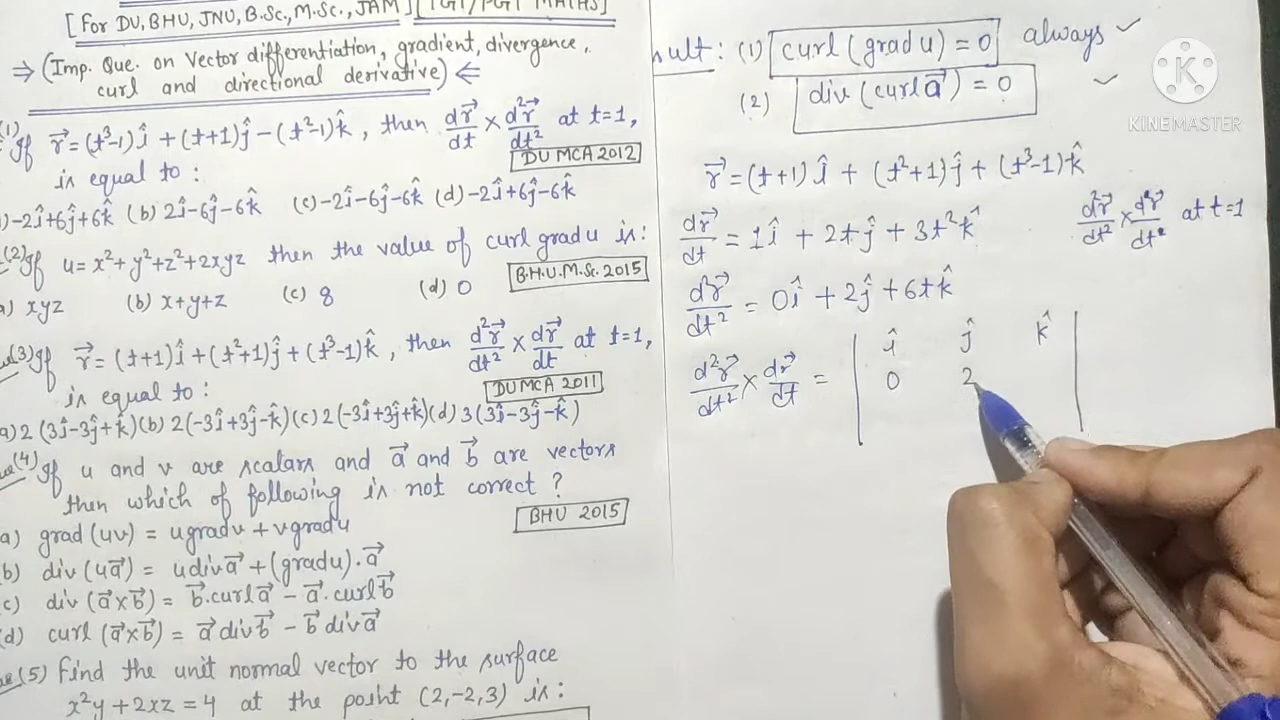 [For DU, BHU, JNU, B.Sc., M.Sc., JAM] [TGT/PGT MATHS]
⇒ (Imp. Que. on Vector differentiation, gradient, divergence,
curl and directional derivative) ⇐
(1) If r⃗ = (t³-1)î + (t+1)ĵ - (t²-1)k̂, then dr⃗/dt × d²r⃗/dt² at t=1,
is equal to :
DU MCA 2012
) -2î+6ĵ+6k̂ (b) 2î-6ĵ-6k̂ (c) -2î-6ĵ-6k̂ (d) -2î+6ĵ-6k̂
(2) If u = x²+y²+z²+2xyz then the value of curl grad u is:
B.H.U.M.Sc. 2015
a) xyz (b) x+y+z (c) 8 (d) 0
(3) If r⃗ = (t+1)î + (t²+1)ĵ + (t³-1)k̂, then d²r⃗/dt² × dr⃗/dt at t=1,
is equal to :
DU MCA 2011
a) 2(3î-3ĵ+k̂) (b) 2(-3î+3ĵ-k̂) (c) 2(-3î+3ĵ+k̂) (d) 3(3î-3ĵ-k̂)
(4) If u and v are scalars and a⃗ and b⃗ are vectors
then which of following is not correct ?
BHU 2015
a) grad (uv) = u grad v + v grad u
b) div (ua⃗) = u div a⃗ + (grad u).a⃗
c) div (a⃗×b⃗) = b⃗.curl a⃗ - a⃗.curl b⃗
(d) curl (a⃗×b⃗) = a⃗ div b⃗ - b⃗ div a⃗
(5) Find the unit normal vector to the surface
x²y + 2xz = 4 at the point (2,-2,3) is :
sult : (1) curl (grad u) = 0 always ✓
(2) div (curl a⃗) = 0 ✓
K
KINEMASTER
r⃗ = (t+1)î + (t²+1)ĵ + (t³-1)k̂
dr⃗/dt = 1î + 2tĵ + 3t²k̂
d²r⃗/dt² × dr⃗/dt at t=1
d²r⃗/dt² = 0î + 2ĵ + 6tk̂
d²r⃗/dt² × dr⃗/dt = | î ĵ k̂ |
0 2